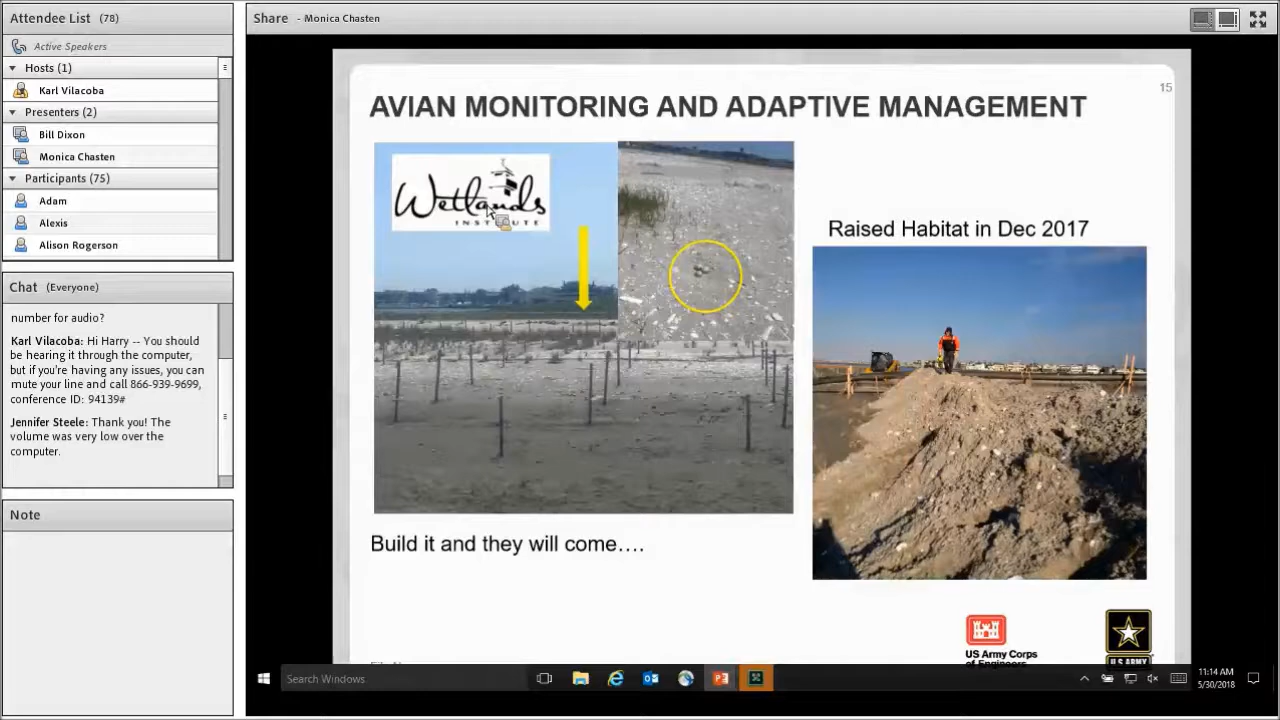 Attendee List (78)
Active Speakers
Hosts (1)
Karl Vilacoba
Presenters (2)
Bill Dixon
Monica Chasten
Participants (75)
Adam
Alexis
Alison Rogerson
Chat (Everyone)
number for audio?
Karl Vilacoba: Hi Harry -- You should
be hearing it through the computer,
but if you're having any issues, you can
mute your line and call 866-939-9699,
conference ID: 94139#
Jennifer Steele: Thank you! The
volume was very low over the
computer.
Note
Share - Monica Chasten
15
AVIAN MONITORING AND ADAPTIVE MANAGEMENT
Wetlands
INSTITUTE
Raised Habitat in Dec 2017
Build it and they will come….
US Army Corps
of Engineers
U.S. ARMY
Search Windows
11:14 AM
5/30/2018